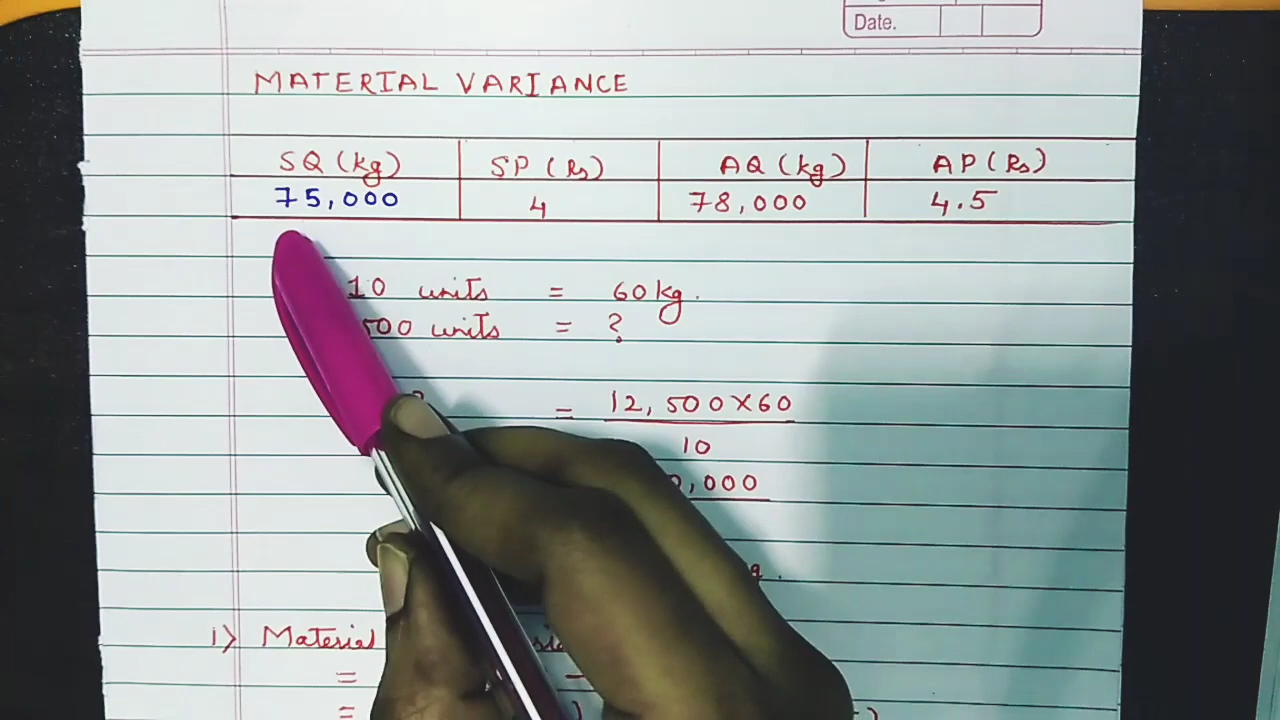 Date.
MATERIAL VARIANCE
SQ (kg) SP (Rs) AQ (kg) AP (Rs)
75,000 4 78,000 4.5
10 units = 60 kg.
500 units = ?
= 12,500 X 60
10
,000
i) Material
=
=